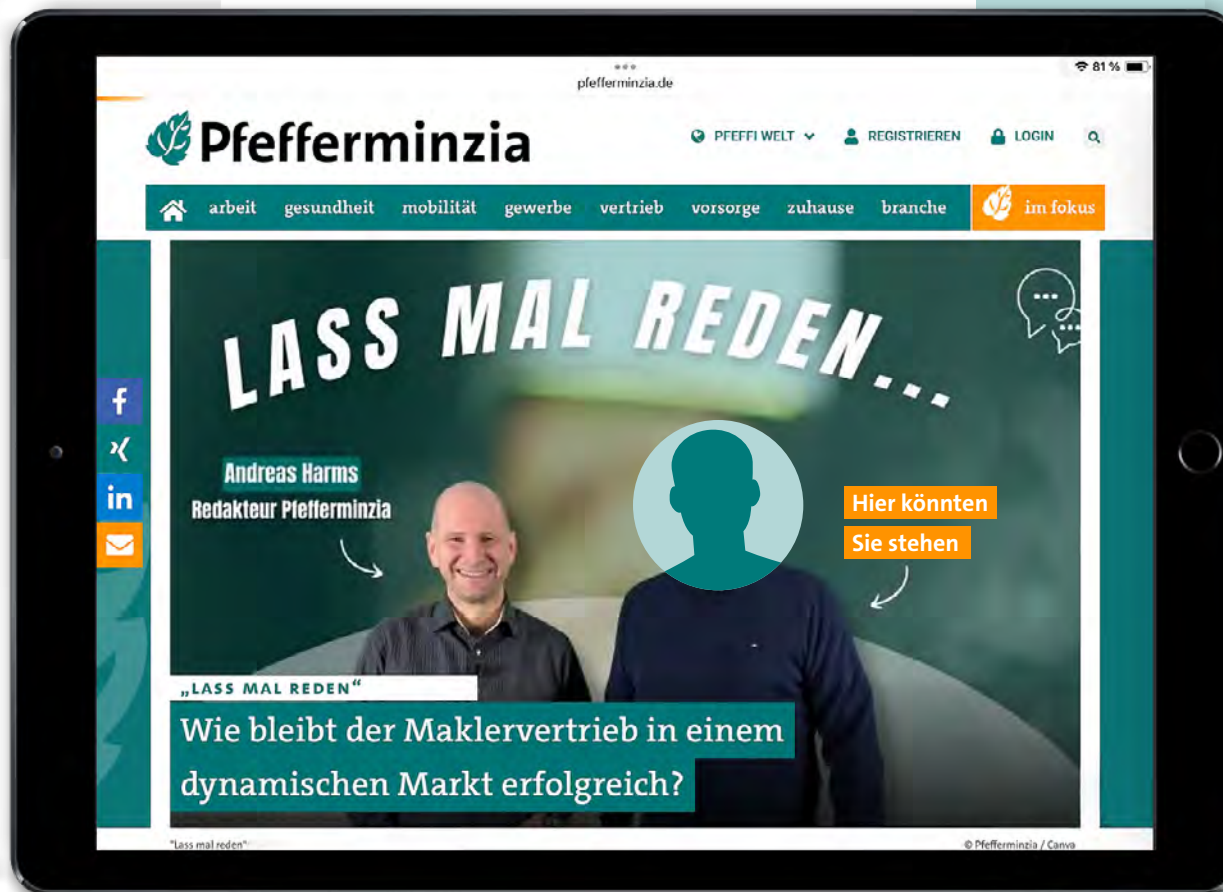 pfefferminzia.de
81 %
Pfefferminzia
PFEFFI WELT
REGISTRIEREN
LOGIN
arbeit gesundheit mobilität gewerbe vertrieb vorsorge zuhause branche im fokus
LASS MAL REDEN...
f
in
Andreas Harms
Redakteur Pfefferminzia
Hier könnten
Sie stehen
„LASS MAL REDEN“
Wie bleibt der Maklervertrieb in einem
dynamischen Markt erfolgreich?
"Lass mal reden"
© Pfefferminzia / Canva